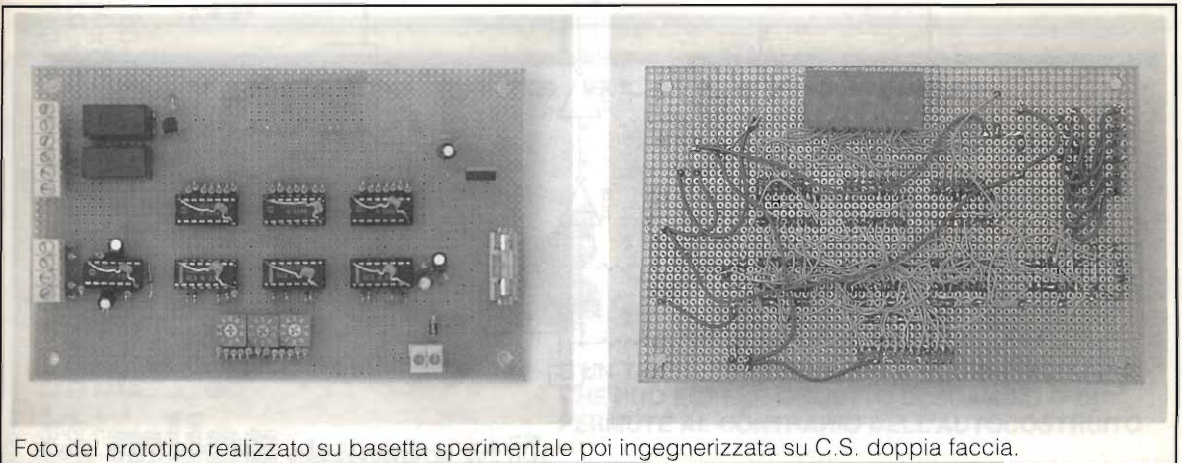 Foto del prototipo realizzato su basetta sperimentale poi ingegnerizzata su C.S. doppia faccia.